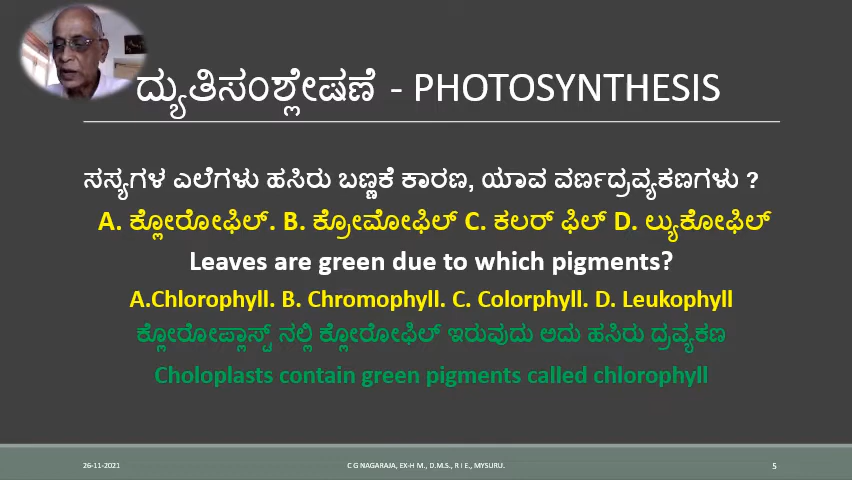 ದ್ಯುತಿಸಂಶ್ಲೇಷಣೆ - PHOTOSYNTHESIS
ಸಸ್ಯಗಳ ಎಲೆಗಳು ಹಸಿರು ಬಣ್ಣಕೆ ಕಾರಣ, ಯಾವ ವರ್ಣದ್ರವ್ಯಕಣಗಳು ?
A. ಕ್ಲೋರೋಫಿಲ್. B. ಕ್ರೋಮೋಫಿಲ್ C. ಕಲರ್ ಫಿಲ್ D. ಲ್ಯುಕೋಫಿಲ್
Leaves are green due to which pigments?
A.Chlorophyll. B. Chromophyll. C. Colorphyll. D. Leukophyll
ಕ್ಲೋರೋಪ್ಲಾಸ್ಟ್ ನಲ್ಲಿ ಕ್ಲೋರೋಫಿಲ್ ಇರುವುದು ಅದು ಹಸಿರು ದ್ರವ್ಯಕಣ
Choloplasts contain green pigments called chlorophyll
26-11-2021 C G NAGARAJA, EX-H M., D.M.S., R I E., MYSURU. 5